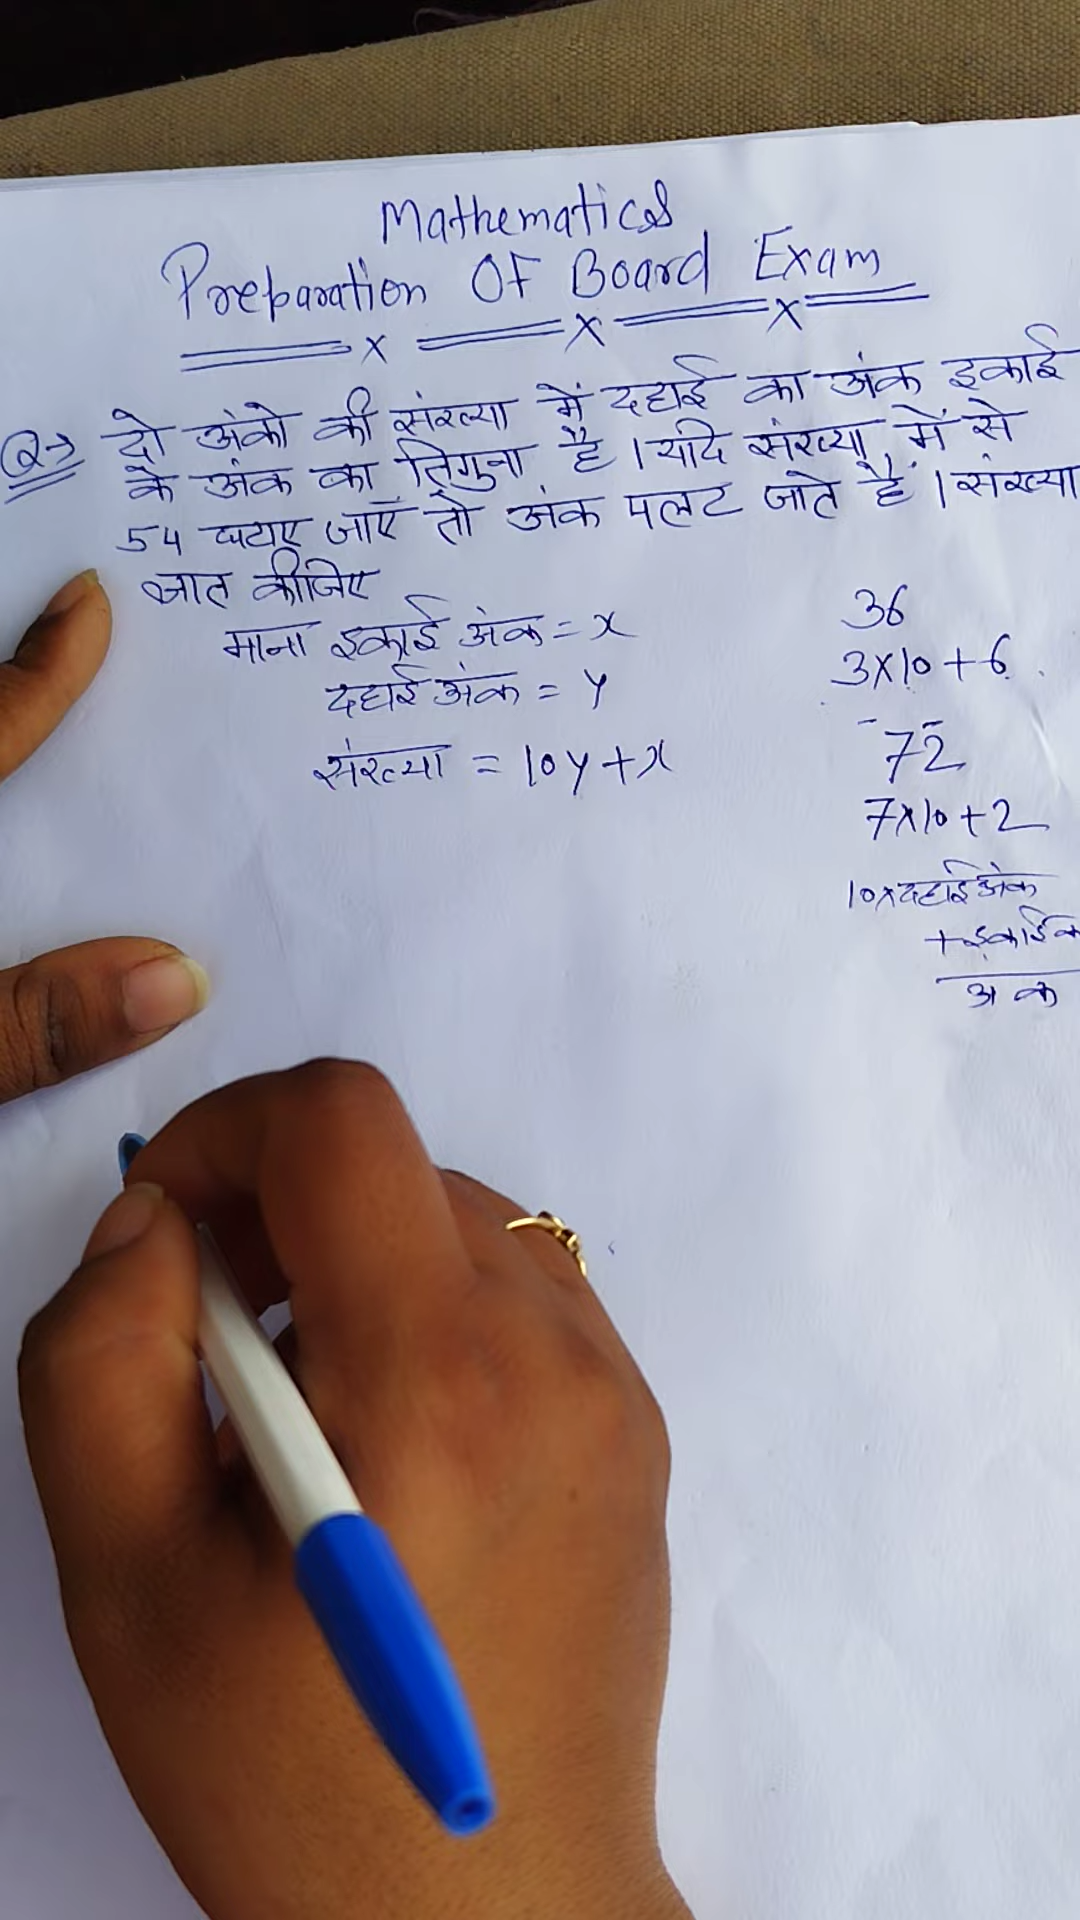 Mathematics
Preparation OF Board Exam
Q→ दो अंको की संख्या में दहाई का अंक इकाई
के अंक का तिगुना है । यदि संख्या में से
54 घटाए जाएँ तो अंक पलट जाते हैं । संख्या
ज्ञात कीजिए
माना इकाई अंक = x
दहाई अंक = y
संख्या = 10y + x
36
3×10 + 6
72
7×10 + 2
10×दहाई अंक
+ इकाई क
अंक